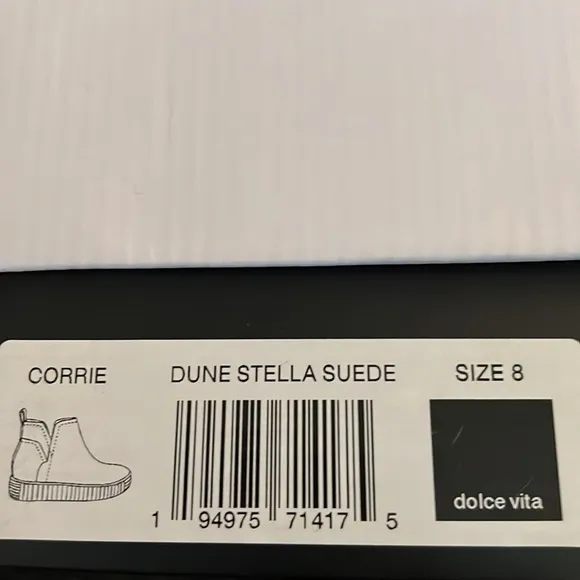 CORRIE DUNE STELLA SUEDE SIZE 8
dolce vita
1 94975 71417 5